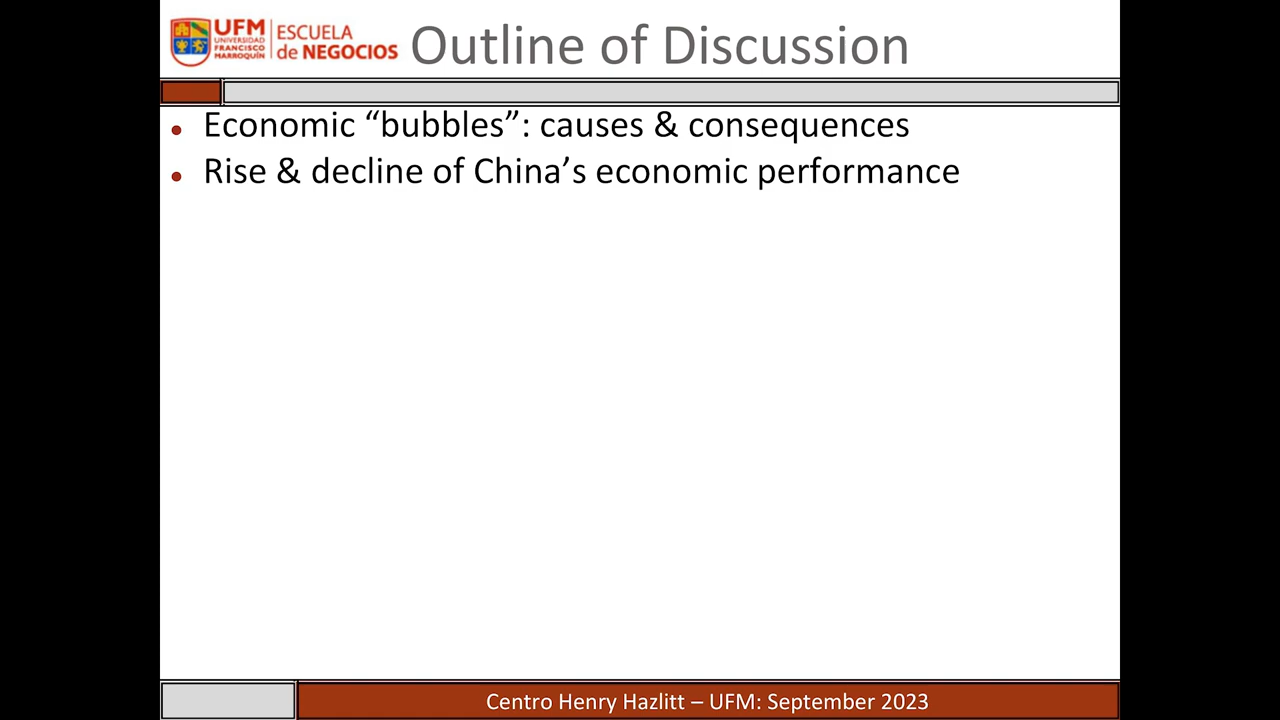 UFM
UNIVERSIDAD
FRANCISCO
MARROQUÍN
ESCUELA
de NEGOCIOS
Outline of Discussion
• Economic “bubbles”: causes & consequences
• Rise & decline of China’s economic performance
Centro Henry Hazlitt – UFM: September 2023